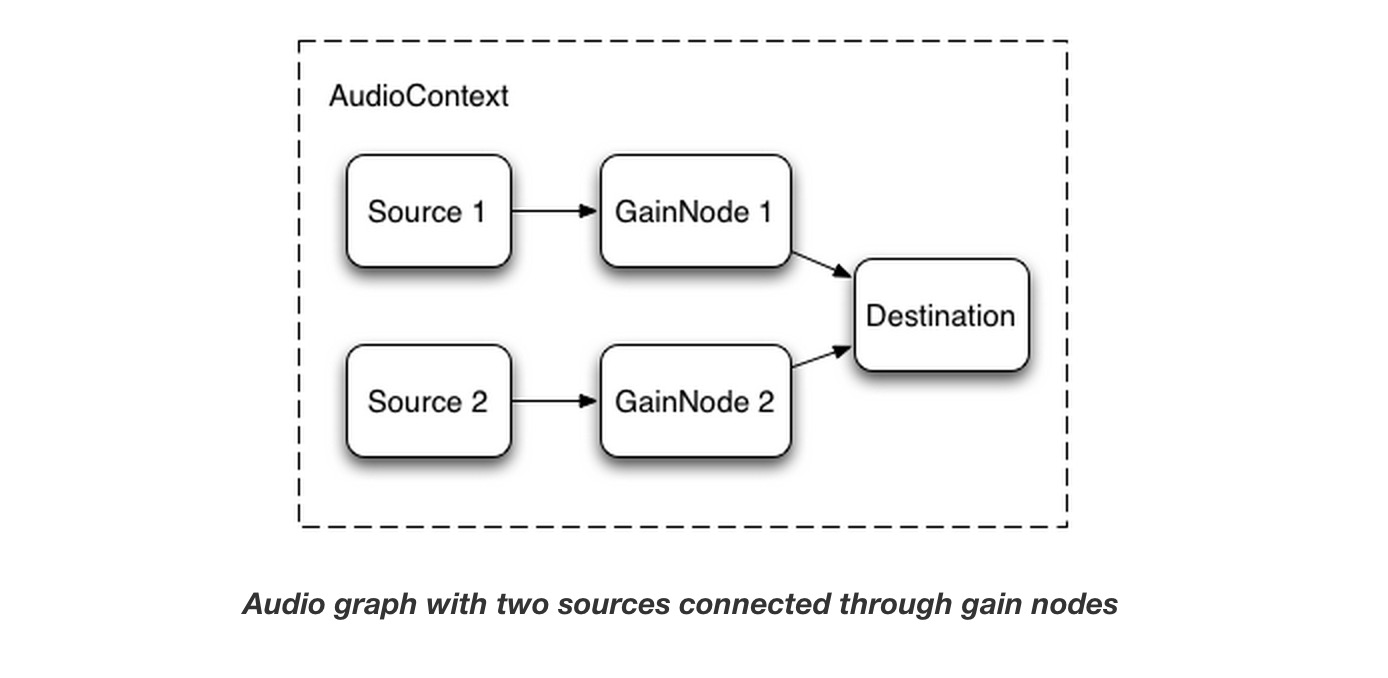 AudioContext
Source 1
GainNode 1
Destination
Source 2
GainNode 2
Audio graph with two sources connected through gain nodes